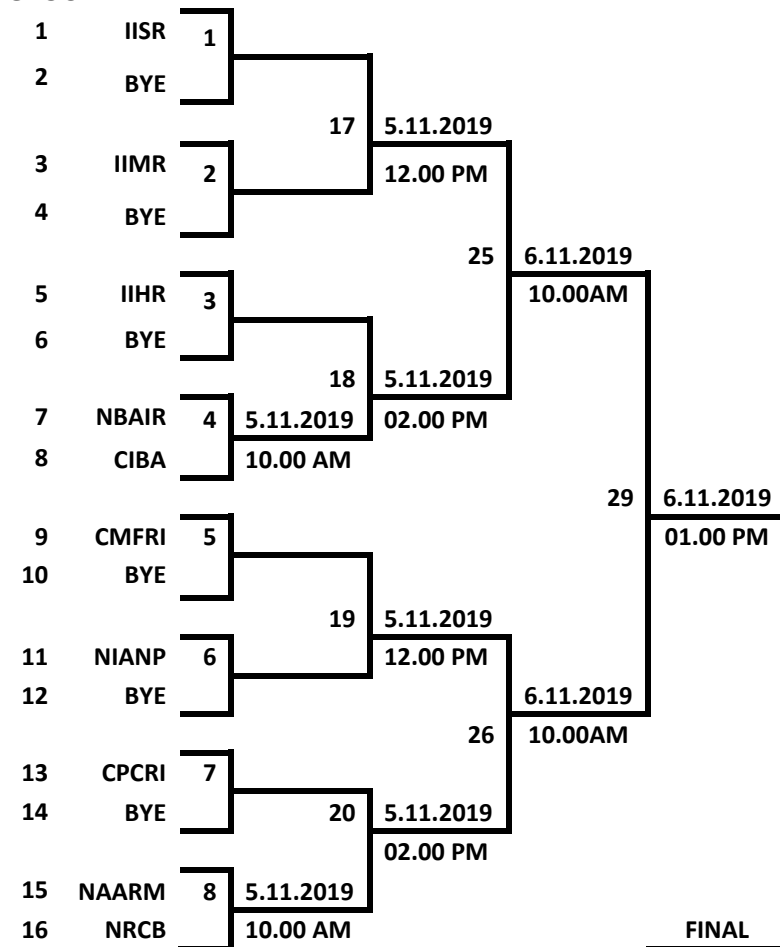 1 IISR 1
2 BYE
17 5.11.2019
3 IIMR 2 12.00 PM
4 BYE
25 6.11.2019
5 IIHR 3 10.00AM
6 BYE
18 5.11.2019
7 NBAIR 4 5.11.2019 02.00 PM
8 CIBA 10.00 AM
29 6.11.2019
9 CMFRI 5 01.00 PM
10 BYE
19 5.11.2019
11 NIANP 6 12.00 PM
12 BYE 6.11.2019
26 10.00AM
13 CPCRI 7
14 BYE 20 5.11.2019
02.00 PM
15 NAARM 8 5.11.2019
16 NRCB 10.00 AM FINAL